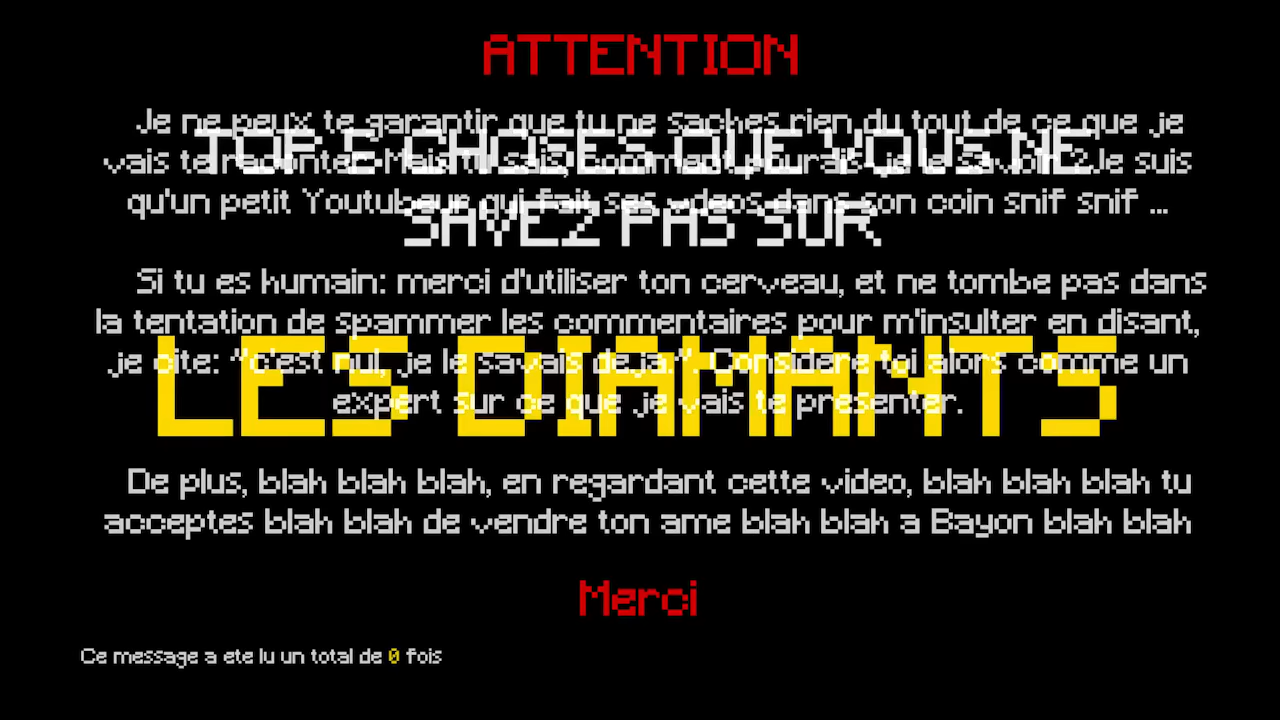 ATTENTION
Je ne peux te garantir que tu ne saches rien du tout de ce que je
TOP 5 CHOSES QUE VOUS NE
vais te raconter. Mais tu sais, comment pourais-je le savoir ? Je suis
qu'un petit Youtubeur qui fait ses videos dans son coin snif snif ...
SAVEZ PAS SUR
Si tu es humain: merci d'utiliser ton cerveau, et ne tombe pas dans
la tentation de spammer les commentaires pour m'insulter en disant,
je cite: "c'est nul, je le savais deja.". Considere toi alors comme un
LES DIAMANTS
expert sur ce que je vais te presenter.
De plus, blah blah blah, en regardant cette video, blah blah blah tu
acceptes blah blah de vendre ton ame blah blah a Bayon blah blah
Merci
Ce message a ete lu un total de 0 fois